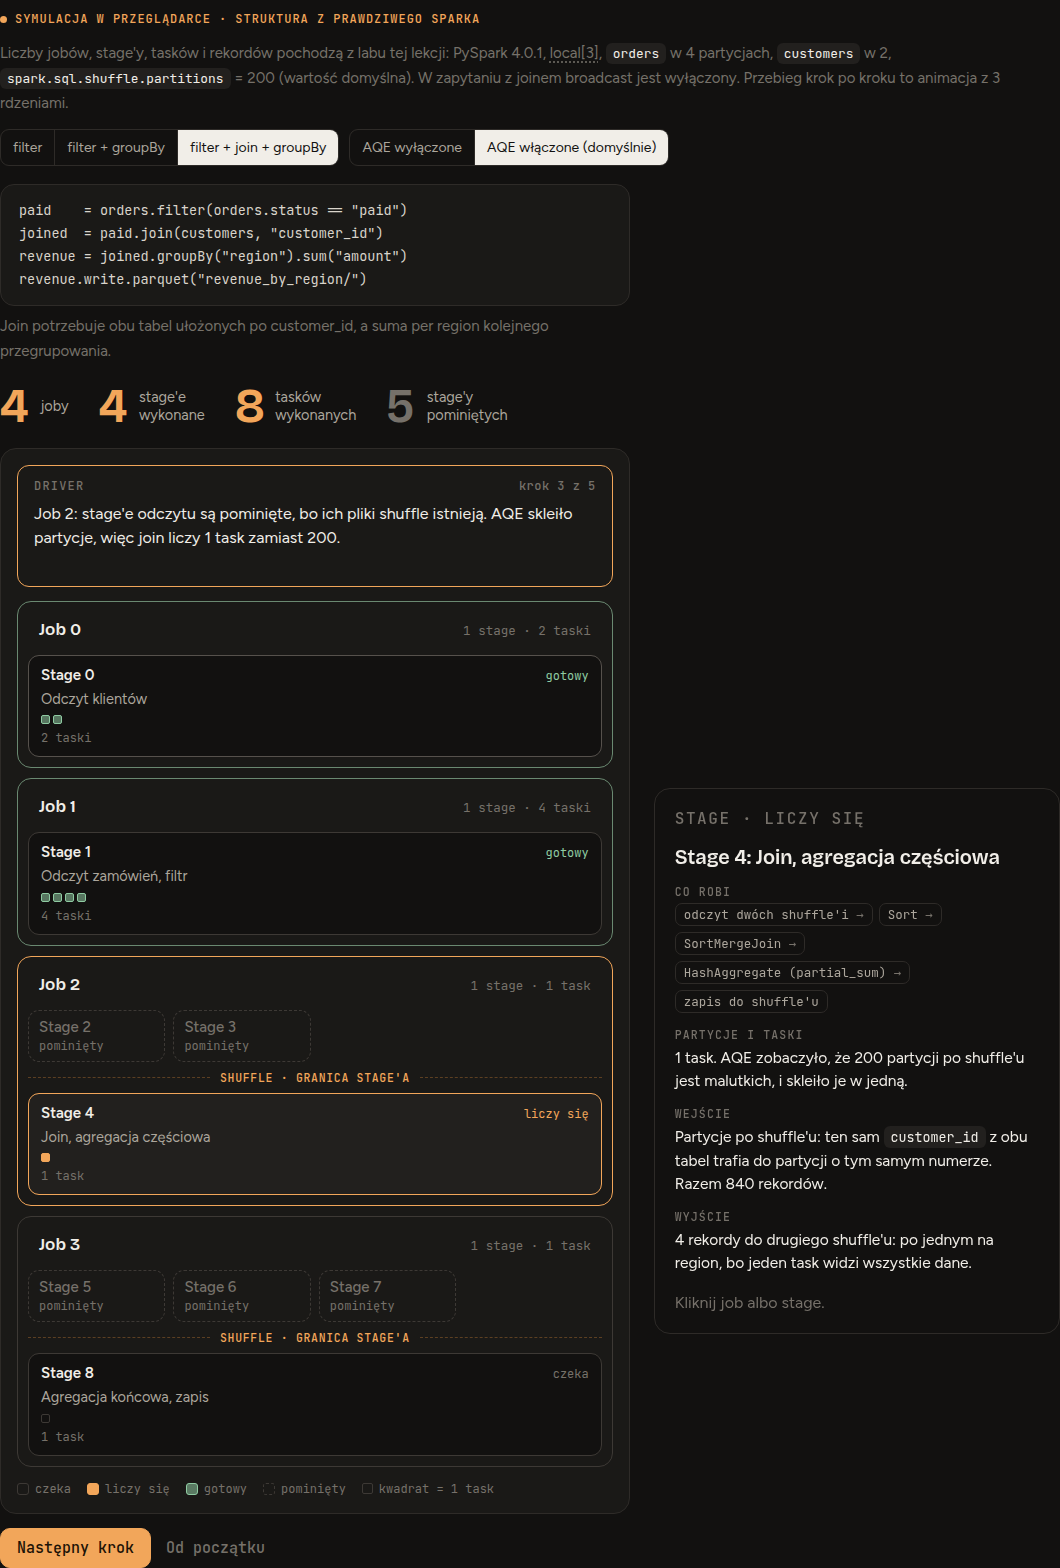 SYMULACJA W PRZEGLĄDARCE · STRUKTURA Z PRAWDZIWEGO SPARKA
Liczby jobów, stage'y, tasków i rekordów pochodzą z labu tej lekcji: PySpark 4.0.1, local[3], orders w 4 partycjach, customers w 2,
spark.sql.shuffle.partitions = 200 (wartość domyślna). W zapytaniu z joinem broadcast jest wyłączony. Przebieg krok po kroku to animacja z 3
rdzeniami.
filter
filter + groupBy
filter + join + groupBy
AQE wyłączone
AQE włączone (domyślnie)
paid    = orders.filter(orders.status == "paid")
joined  = paid.join(customers, "customer_id")
revenue = joined.groupBy("region").sum("amount")
revenue.write.parquet("revenue_by_region/")
Join potrzebuje obu tabel ułożonych po customer_id, a suma per region kolejnego
przegrupowania.
4 joby
4 stage'e wykonane
8 tasków wykonanych
5 stage'y pominiętych
DRIVER
krok 3 z 5
Job 2: stage'e odczytu są pominięte, bo ich pliki shuffle istnieją. AQE skleiło
partycje, więc join liczy 1 task zamiast 200.
Job 0
1 stage · 2 taski
Stage 0
gotowy
Odczyt klientów
2 taski
Job 1
1 stage · 4 taski
Stage 1
gotowy
Odczyt zamówień, filtr
4 taski
Job 2
1 stage · 1 task
Stage 2
pominięty
Stage 3
pominięty
SHUFFLE · GRANICA STAGE'A
Stage 4
liczy się
Join, agregacja częściowa
1 task
Job 3
1 stage · 1 task
Stage 5
pominięty
Stage 6
pominięty
Stage 7
pominięty
SHUFFLE · GRANICA STAGE'A
Stage 8
czeka
Agregacja końcowa, zapis
1 task
czeka
liczy się
gotowy
pominięty
kwadrat = 1 task
Następny krok
Od początku
STAGE · LICZY SIĘ
Stage 4: Join, agregacja częściowa
CO ROBI
odczyt dwóch shuffle'i →
Sort →
SortMergeJoin →
HashAggregate (partial_sum) →
zapis do shuffle'u
PARTYCJE I TASKI
1 task. AQE zobaczyło, że 200 partycji po shuffle'u
jest malutkich, i skleiło je w jedną.
WEJŚCIE
Partycje po shuffle'u: ten sam customer_id z obu
tabel trafia do partycji o tym samym numerze.
Razem 840 rekordów.
WYJŚCIE
4 rekordy do drugiego shuffle'u: po jednym na
region, bo jeden task widzi wszystkie dane.
Kliknij job albo stage.